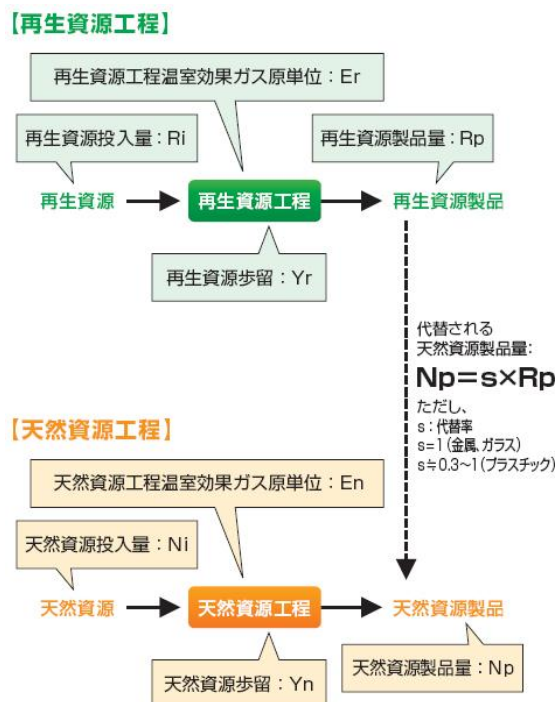 【再生資源工程】
再生資源工程温室効果ガス原単位：Er
再生資源投入量：Ri
再生資源製品量：Rp
再生資源
再生資源工程
再生資源製品
再生資源歩留：Yr
代替される
天然資源製品量：
Np＝s×Rp
ただし、
s：代替率
s=1（金属、ガラス）
s≒0.3~1（プラスチック）
【天然資源工程】
天然資源工程温室効果ガス原単位：En
天然資源投入量：Ni
天然資源
天然資源工程
天然資源製品
天然資源歩留：Yn
天然資源製品量：Np